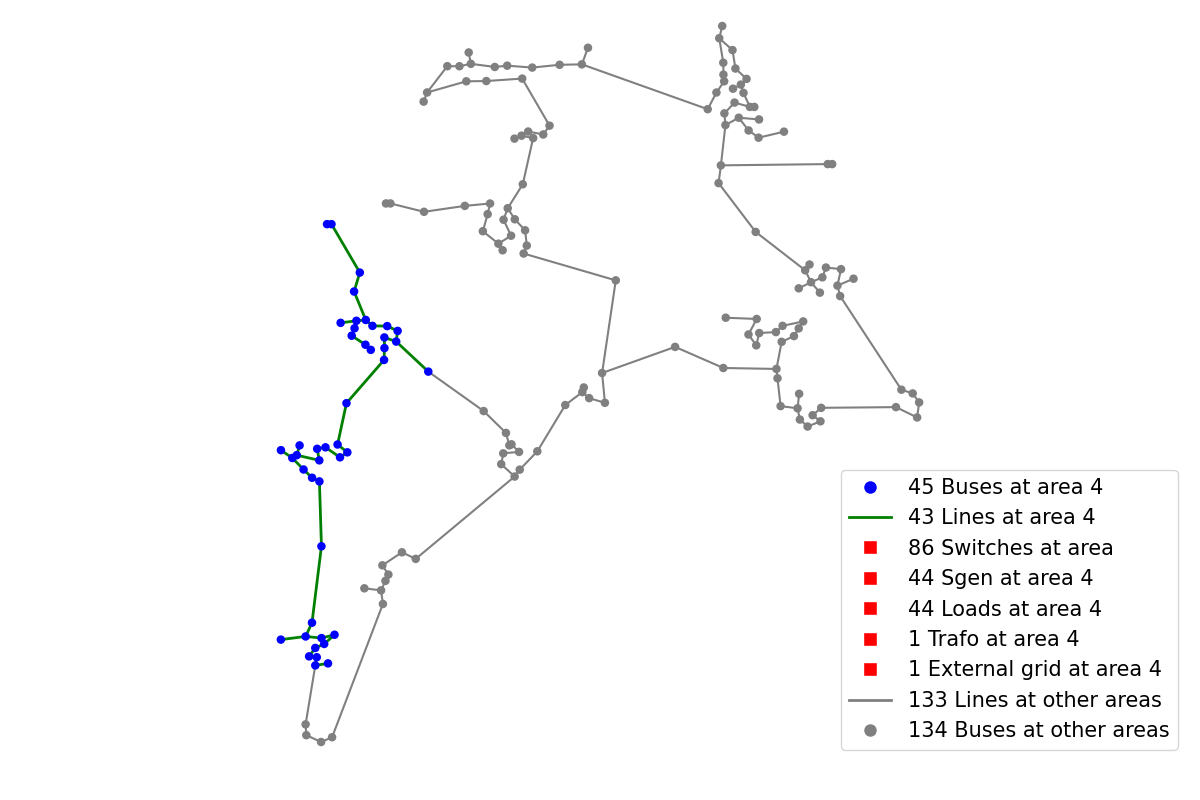 45 Buses at area 4
43 Lines at area 4
86 Switches at area
44 Sgen at area 4
44 Loads at area 4
1 Trafo at area 4
1 External grid at area 4
133 Lines at other areas
134 Buses at other areas